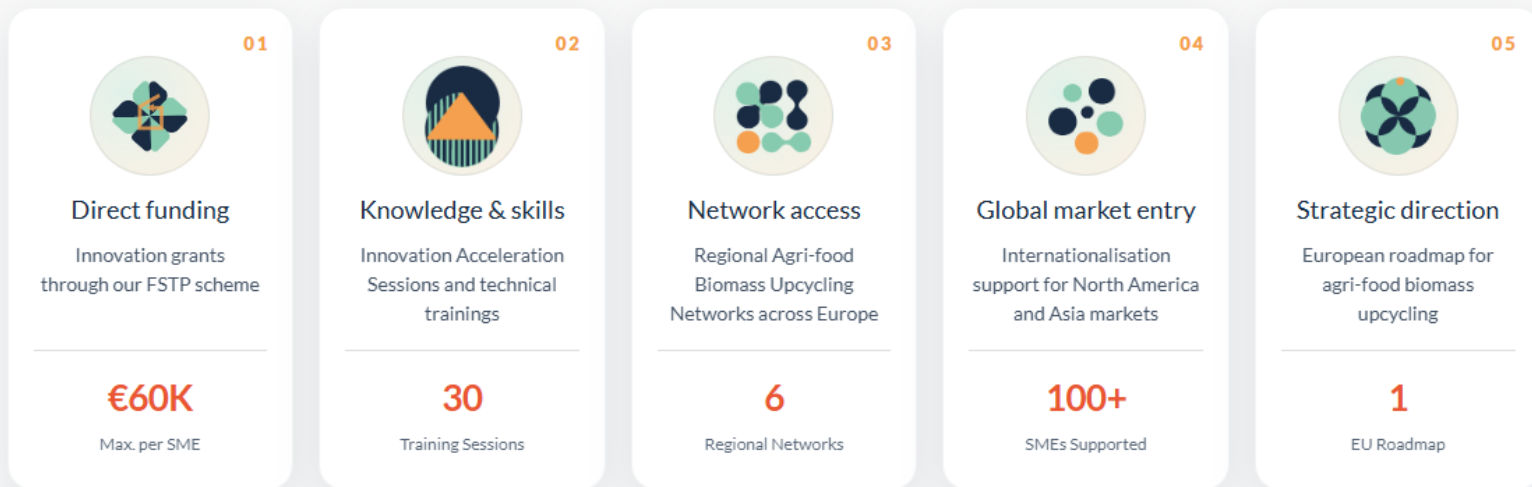 01
Direct funding
Innovation grants
through our FSTP scheme
€60K
Max. per SME
02
Knowledge & skills
Innovation Acceleration
Sessions and technical
trainings
30
Training Sessions
03
Network access
Regional Agri-food
Biomass Upcycling
Networks across Europe
6
Regional Networks
04
Global market entry
Internationalisation
support for North America
and Asia markets
100+
SMEs Supported
05
Strategic direction
European roadmap for
agri-food biomass
upcycling
1
EU Roadmap